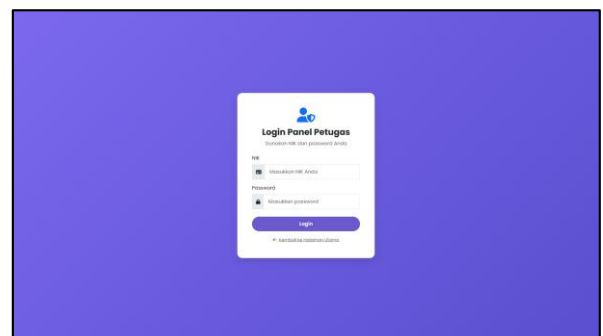 Login Panel Petugas
Gunakan NIK dan password Anda
NIK
Masukkan NIK Anda
Password
Masukkan password
Login
← Kembali ke Halaman Utama